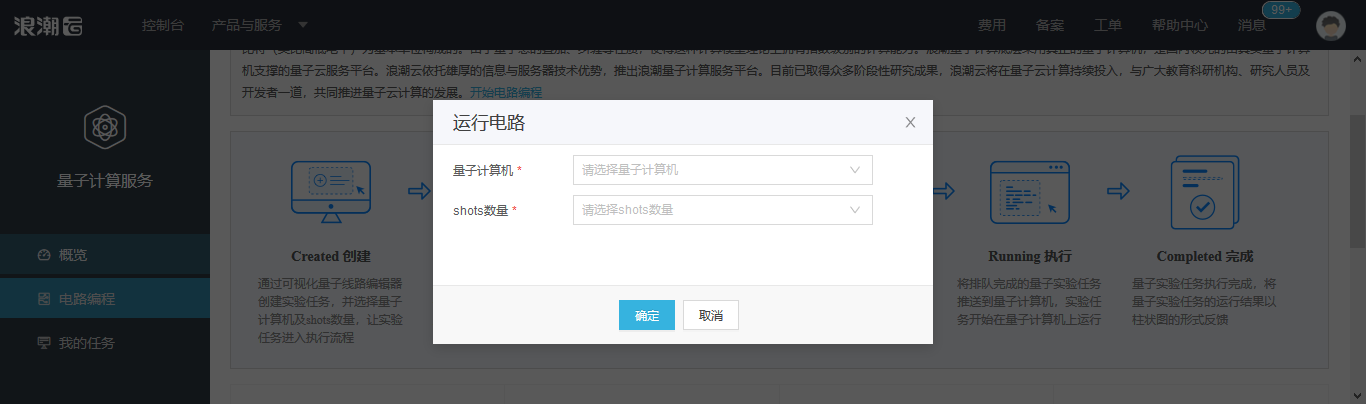 浪潮云
控制台
产品与服务
费用
备案
工单
帮助中心
消息
99+
量子计算服务
概览
电路编程
我的任务
机支撑的量子云服务平台。浪潮云依托雄厚的信息与服务器技术优势，推出浪潮量子计算服务平台。目前已取得众多阶段性研究成果，浪潮云将在量子云计算持续投入，与广大教育科研机构、研究人员及
开发者一道，共同推进量子云计算的发展。开始电路编程
运行电路
量子计算机 *
请选择量子计算机
shots数量 *
请选择shots数量
确定
取消
Created 创建
通过可视化量子线路编辑器
创建实验任务，并选择量子
计算机及shots数量，让实验
任务进入执行流程
Running 执行
将排队完成的量子实验任务
推送到量子计算机，实验任
务开始在量子计算机上运行
Completed 完成
量子实验任务执行完成，将
量子实验任务的运行结果以
柱状图的形式反馈